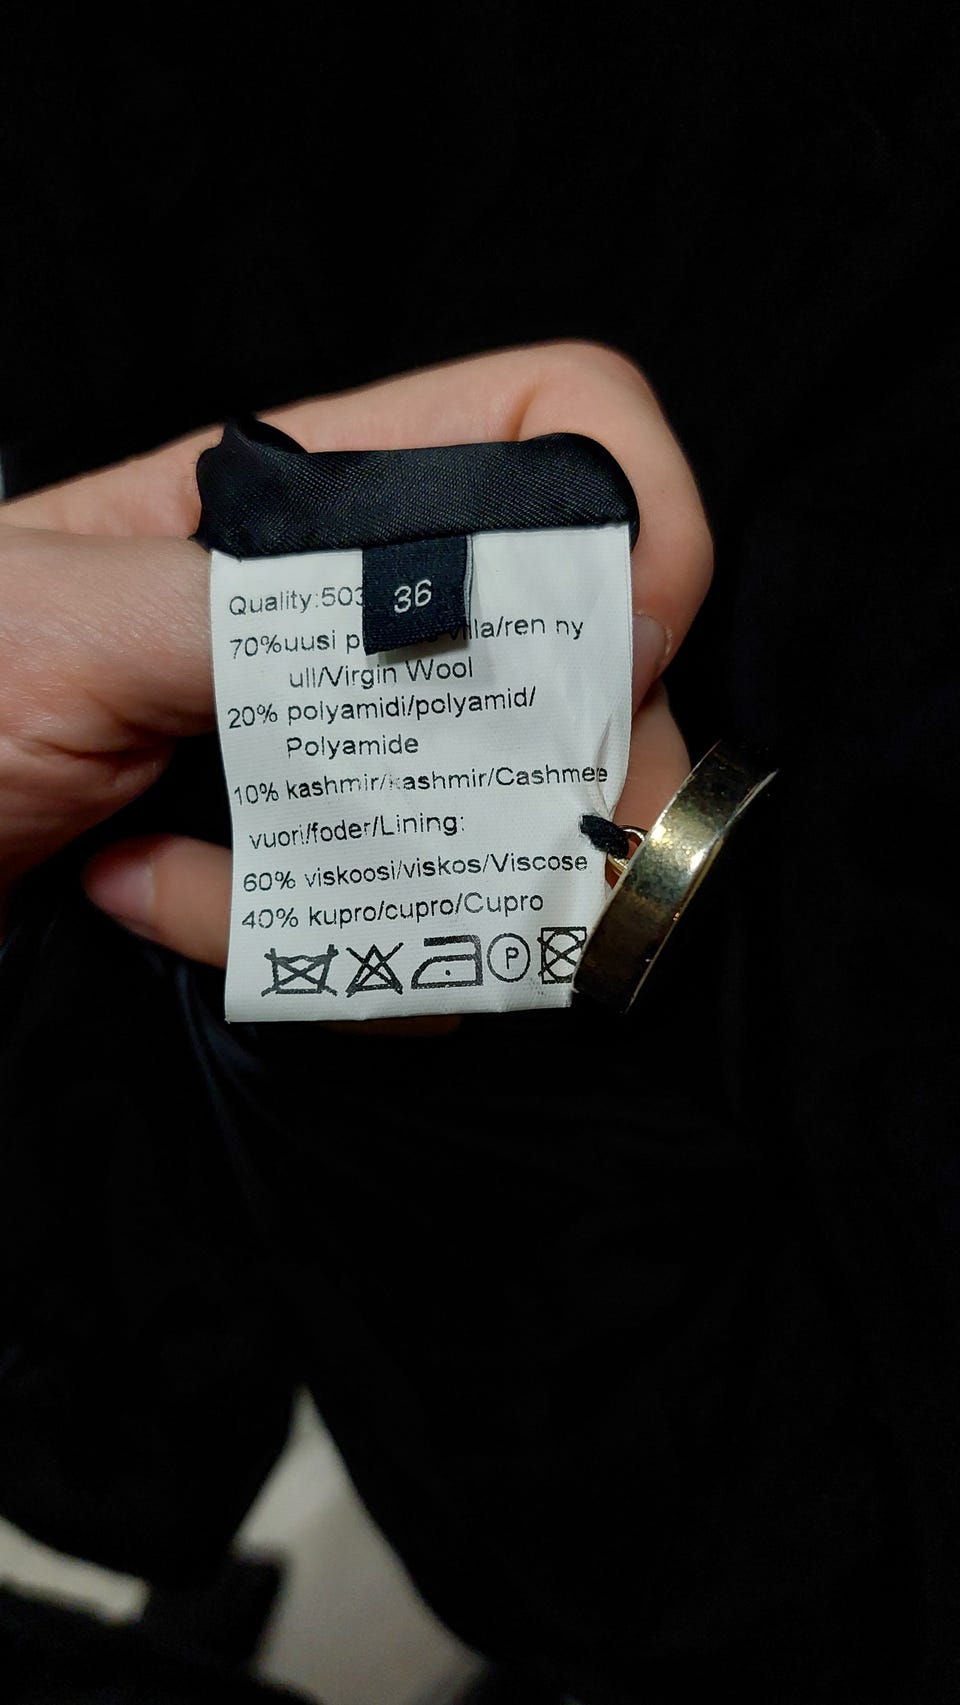 36
Quality:503
70%uusi villa/ren ny
ull/Virgin Wool
20% polyamidi/polyamid/
Polyamide
10% kashmir/kashmir/Cashmee
vuori/foder/Lining:
60% viskoosi/viskos/Viscose
40% kupro/cupro/Cupro
P